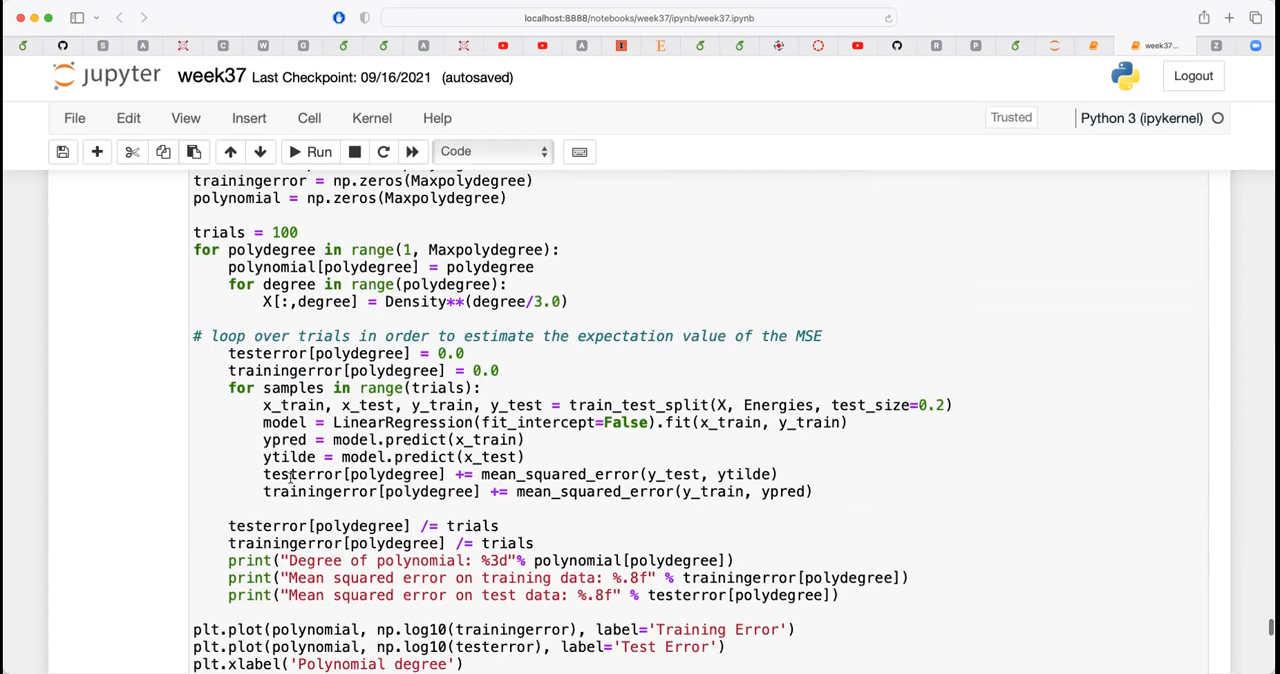 localhost:8888/notebooks/week37/ipynb/week37.ipynb
week37...
jupyter week37 Last Checkpoint: 09/16/2021 (autosaved)
Logout
File Edit View Insert Cell Kernel Help
Trusted
Python 3 (ipykernel)
Run
Code
trainingerror = np.zeros(Maxpolydegree)
polynomial = np.zeros(Maxpolydegree)
trials = 100
for polydegree in range(1, Maxpolydegree):
polynomial[polydegree] = polydegree
for degree in range(polydegree):
X[:,degree] = Density**(degree/3.0)
# loop over trials in order to estimate the expectation value of the MSE
testerror[polydegree] = 0.0
trainingerror[polydegree] = 0.0
for samples in range(trials):
x_train, x_test, y_train, y_test = train_test_split(X, Energies, test_size=0.2)
model = LinearRegression(fit_intercept=False).fit(x_train, y_train)
ypred = model.predict(x_train)
ytilde = model.predict(x_test)
testerror[polydegree] += mean_squared_error(y_test, ytilde)
trainingerror[polydegree] += mean_squared_error(y_train, ypred)
testerror[polydegree] /= trials
trainingerror[polydegree] /= trials
print("Degree of polynomial: %3d"% polynomial[polydegree])
print("Mean squared error on training data: %.8f" % trainingerror[polydegree])
print("Mean squared error on test data: %.8f" % testerror[polydegree])
plt.plot(polynomial, np.log10(trainingerror), label='Training Error')
plt.plot(polynomial, np.log10(testerror), label='Test Error')
plt.xlabel('Polynomial degree')